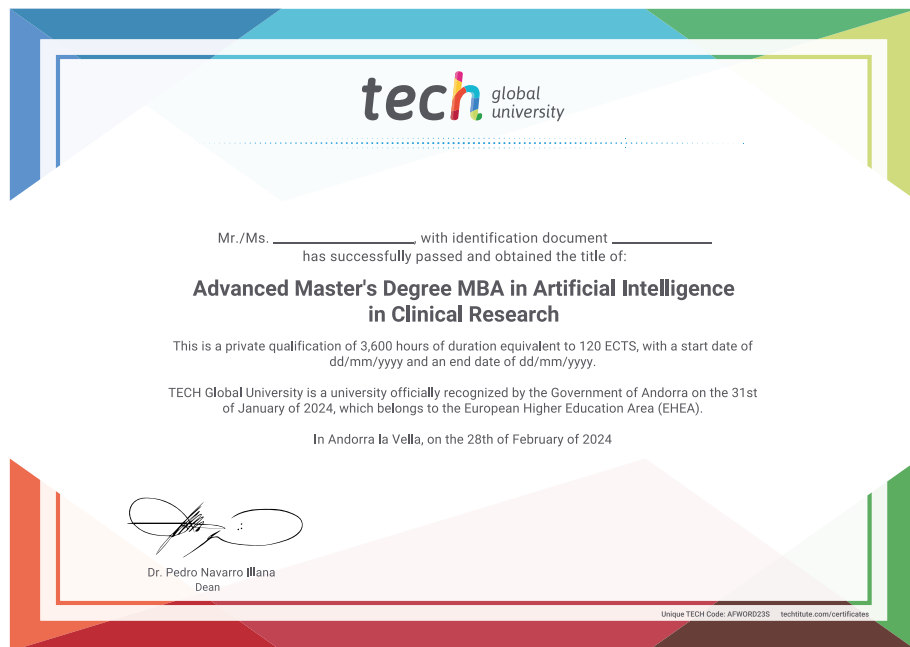 tech global
university
Mr./Ms. ________________, with identification document ____________
has successfully passed and obtained the title of:
Advanced Master's Degree MBA in Artificial Intelligence
in Clinical Research
This is a private qualification of 3,600 hours of duration equivalent to 120 ECTS, with a start date of
dd/mm/yyyy and an end date of dd/mm/yyyy.
TECH Global University is a university officially recognized by the Government of Andorra on the 31st
of January of 2024, which belongs to the European Higher Education Area (EHEA).
In Andorra la Vella, on the 28th of February of 2024
Dr. Pedro Navarro Illana
Dean
Unique TECH Code: AFWORD23S techtitute.com/certificates